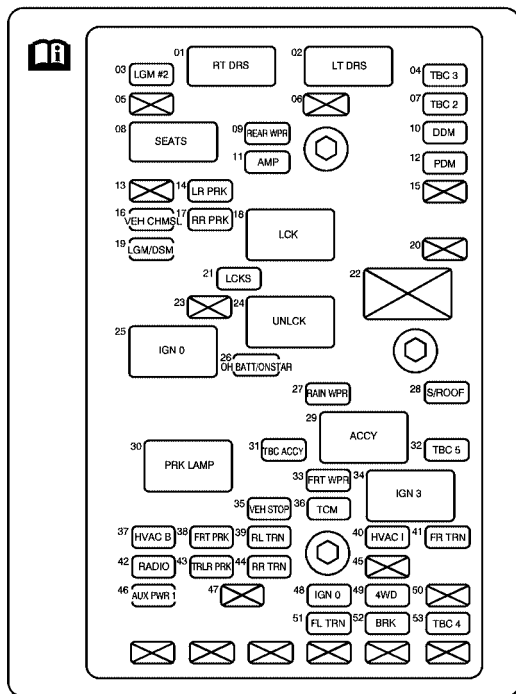 01 RT DRS 02 LT DRS
03 LGM #2 04 TBC 3
05 06 07 TBC 2
08 SEATS 09 REAR WPR 10 DDM
11 AMP 12 PDM
13 14 LR PRK 15
16 VEH CHMSL 17 RR PRK 18 LCK
19 LGM/DSM 20
21 LCKS 22
23 24 UNLCK
25 IGN 0
26 OH BATT/ONSTAR
27 RAIN WPR 28 S/ROOF
29 ACCY
30 PRK LAMP 31 TBC ACCY 32 TBC 5
33 FRT WPR 34 IGN 3
35 VEH STOP 36 TCM
37 HVAC B 38 FRT PRK 39 RL TRN 40 HVAC I 41 FR TRN
42 RADIO 43 TRLR PRK 44 RR TRN 45
46 AUX PWR 1 47 48 IGN 0 49 4WD 50
51 FL TRN 52 BRK 53 TBC 4